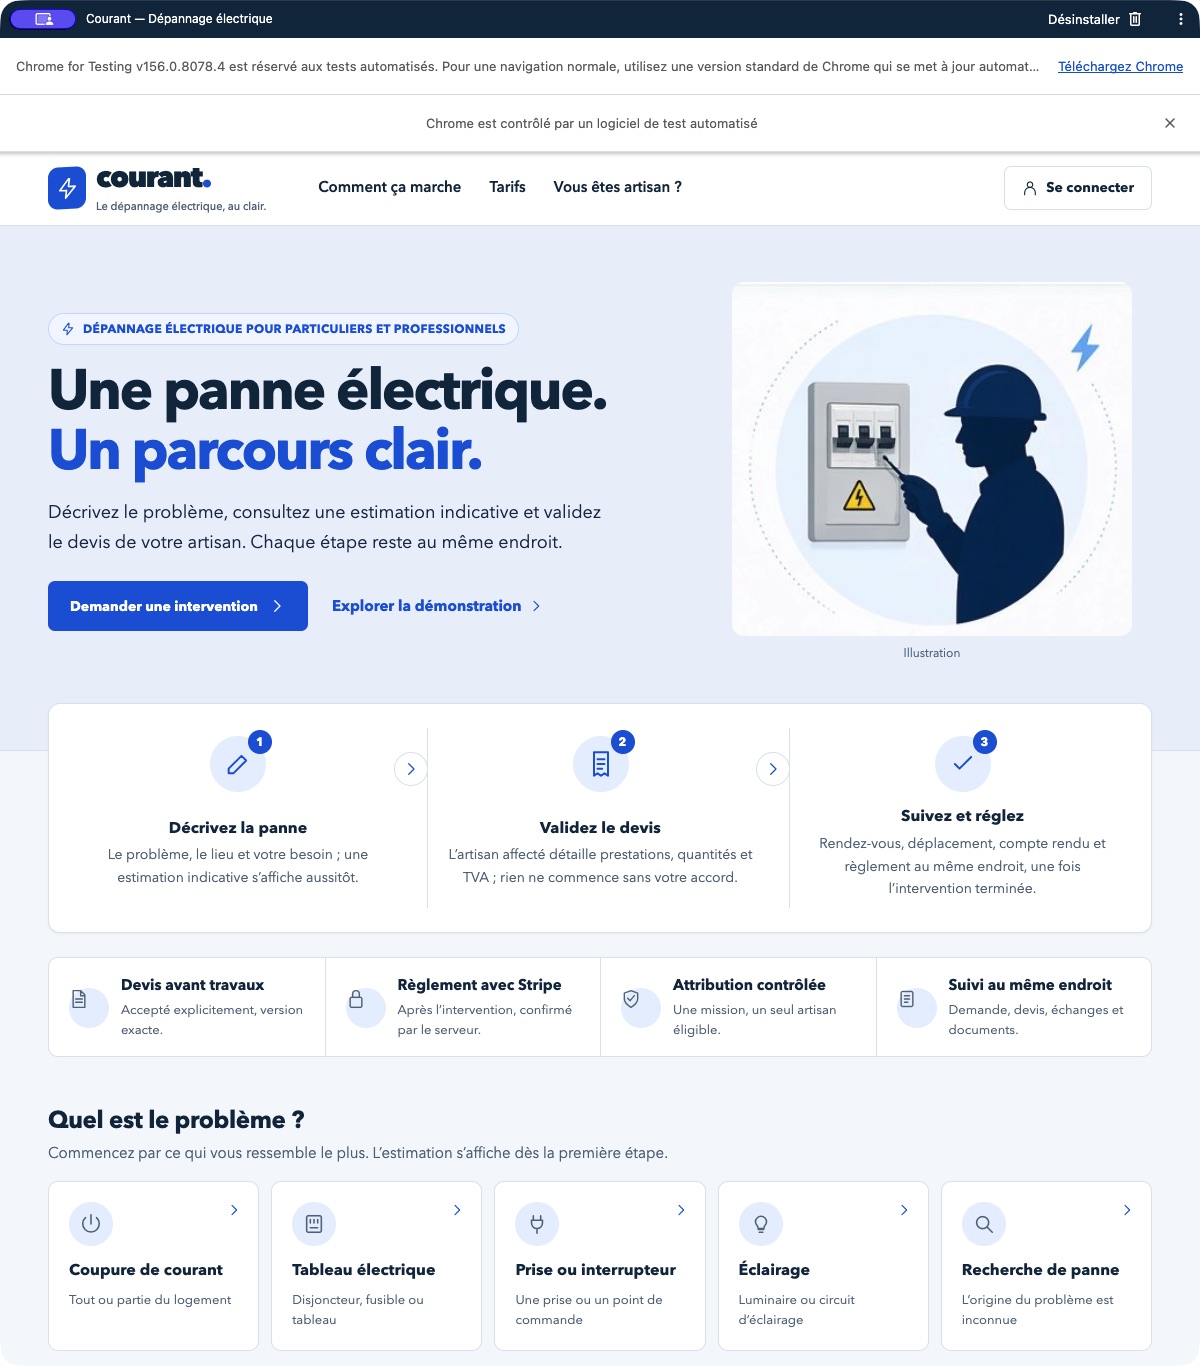 Courant — Dépannage électrique
Désinstaller
Chrome for Testing v156.0.8078.4 est réservé aux tests automatisés. Pour une navigation normale, utilisez une version standard de Chrome qui se met à jour automat...
Téléchargez Chrome
Chrome est contrôlé par un logiciel de test automatisé
courant.
Le dépannage électrique, au clair.
Comment ça marche
Tarifs
Vous êtes artisan ?
Se connecter
DÉPANNAGE ÉLECTRIQUE POUR PARTICULIERS ET PROFESSIONNELS
Une panne électrique.
Un parcours clair.
Décrivez le problème, consultez une estimation indicative et validez
le devis de votre artisan. Chaque étape reste au même endroit.
Demander une intervention
Explorer la démonstration
Illustration
1
Décrivez la panne
Le problème, le lieu et votre besoin ; une
estimation indicative s’affiche aussitôt.
2
Validez le devis
L’artisan affecté détaille prestations, quantités et
TVA ; rien ne commence sans votre accord.
3
Suivez et réglez
Rendez-vous, déplacement, compte rendu et
règlement au même endroit, une fois
l’intervention terminée.
Devis avant travaux
Accepté explicitement, version
exacte.
Règlement avec Stripe
Après l’intervention, confirmé
par le serveur.
Attribution contrôlée
Une mission, un seul artisan
éligible.
Suivi au même endroit
Demande, devis, échanges et
documents.
Quel est le problème ?
Commencez par ce qui vous ressemble le plus. L’estimation s’affiche dès la première étape.
Coupure de courant
Tout ou partie du logement
Tableau électrique
Disjoncteur, fusible ou
tableau
Prise ou interrupteur
Une prise ou un point de
commande
Éclairage
Luminaire ou circuit
d’éclairage
Recherche de panne
L’origine du problème est
inconnue